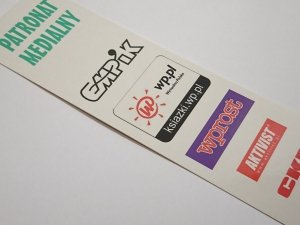 PATRONAT
MEDIALNY
EMPiK
wp.pl
ksiazki.wp.pl
wprost
AKTIVIST